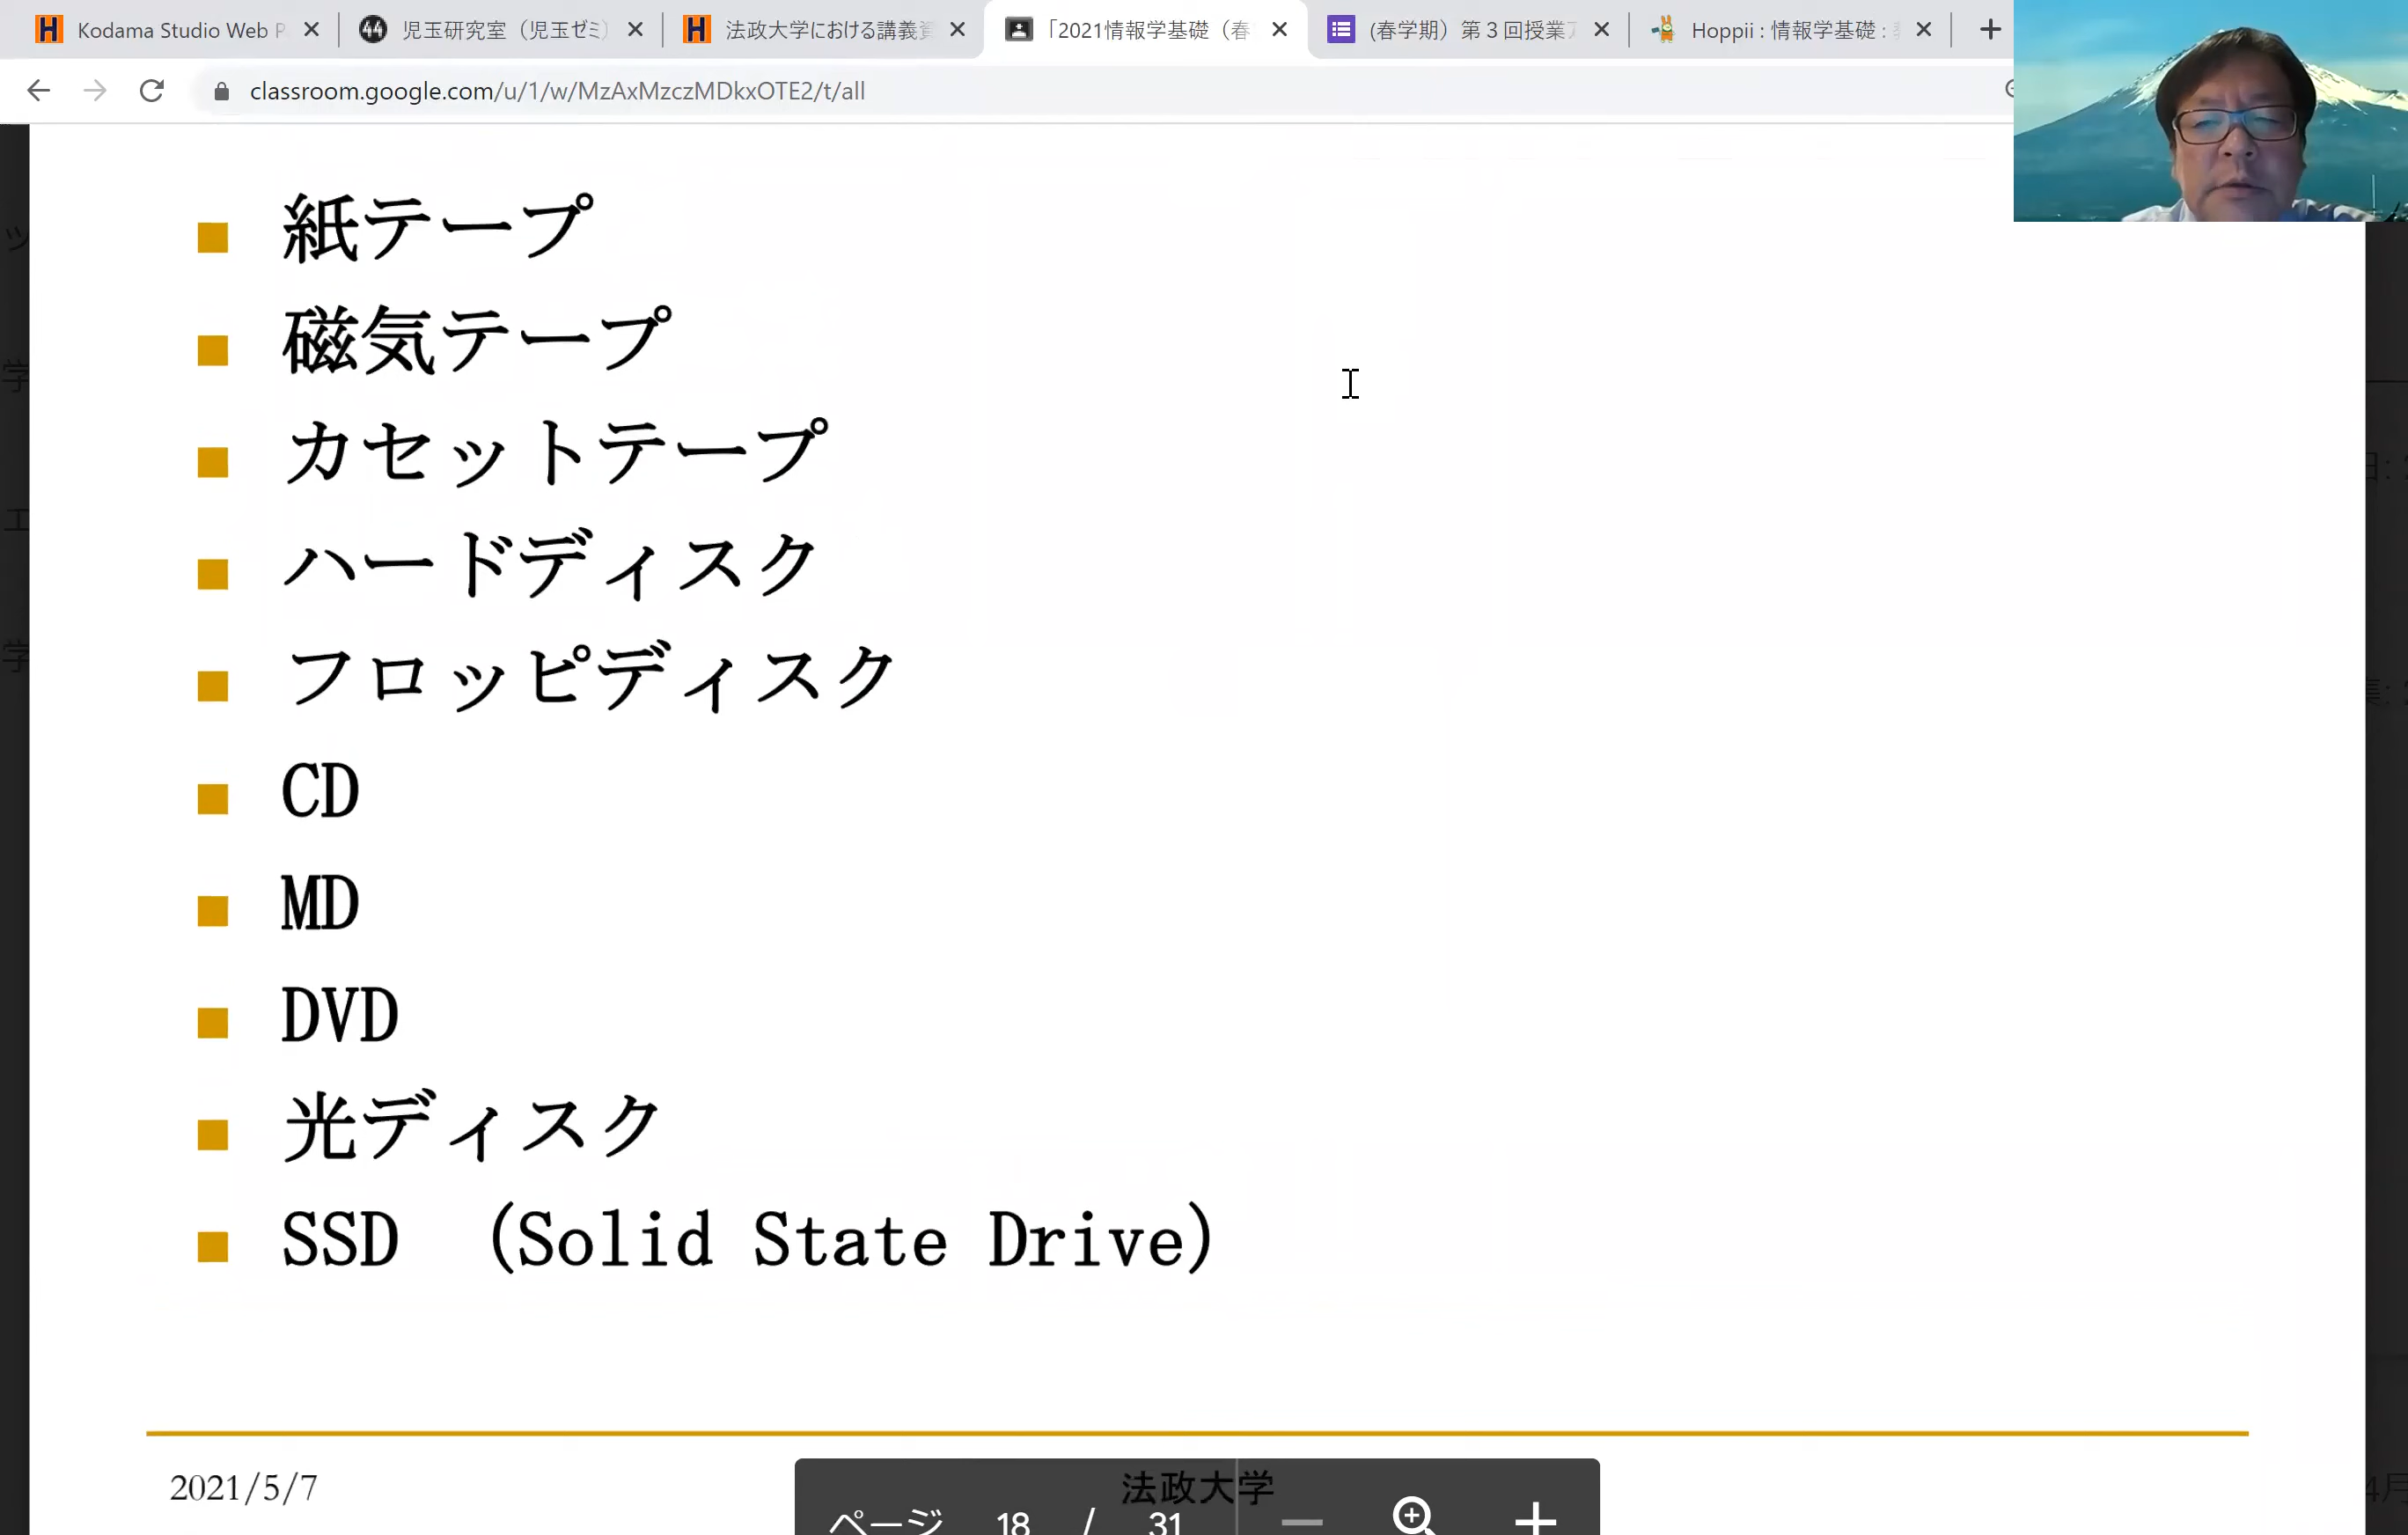 Kodama Studio Web P
児玉研究室（児玉ゼミ）
法政大学における講義資
「2021情報学基礎（春
(春学期）第３回授業ア
Hoppii : 情報学基礎 :
classroom.google.com/u/1/w/MzAxMzczMDkxOTE2/t/all
紙テープ
磁気テープ
カセットテープ
ハードディスク
フロッピディスク
CD
MD
DVD
光ディスク
SSD （Solid State Drive）
2021/5/7
法政大学
ページ 18 / 31